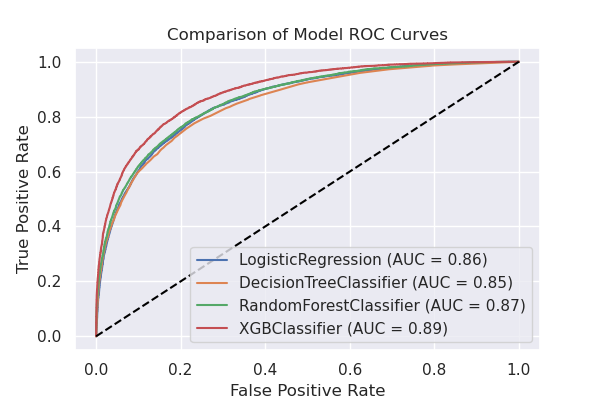 Comparison of Model ROC Curves
True Positive Rate
1.0
0.8
0.6
0.4
0.2
0.0
LogisticRegression (AUC = 0.86)
DecisionTreeClassifier (AUC = 0.85)
RandomForestClassifier (AUC = 0.87)
XGBClassifier (AUC = 0.89)
0.0 0.2 0.4 0.6 0.8 1.0
False Positive Rate